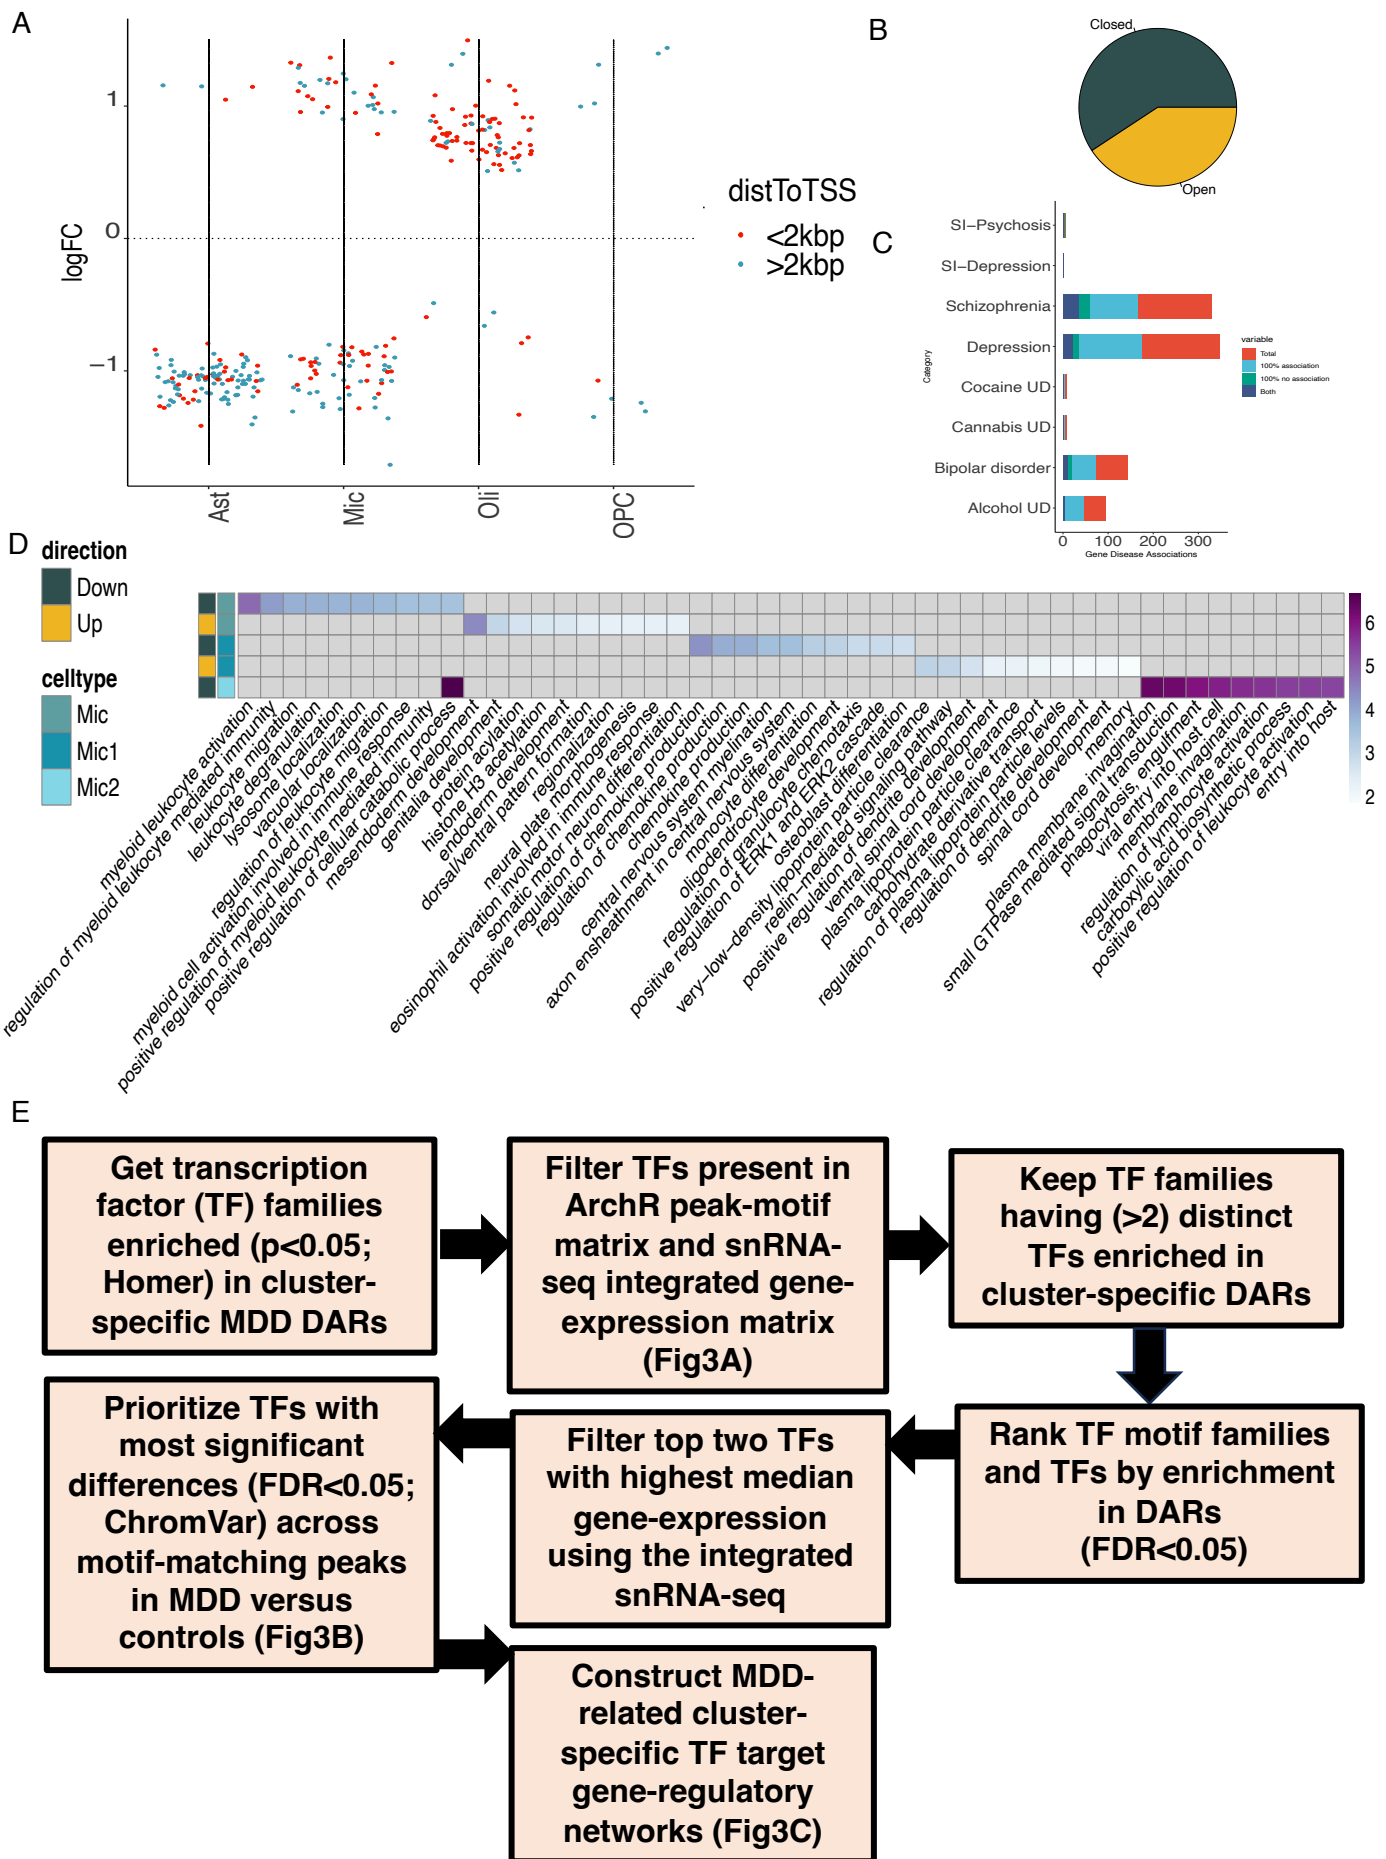 A
logFC
1
0
−1
Ast
Mic
Oli
OPC
distToTSS
<2kbp
>2kbp
B
Closed
Open
C
Category
SI−Psychosis
SI−Depression
Schizophrenia
Depression
Cocaine UD
Cannabis UD
Bipolar disorder
Alcohol UD
0
100
200
300
Gene Disease Associations
variable
Total
100% association
100% no association
Both
D
direction
Down
Up
celltype
Mic
Mic1
Mic2
6
5
4
3
2
myeloid leukocyte activation
regulation of myeloid leukocyte mediated immunity
leukocyte migration
leukocyte degranulation
lysosome localization
vacuolar localization
regulation of leukocyte migration
myeloid cell activation involved in immune response
positive regulation of myeloid leukocyte mediated immunity
positive regulation of cellular catabolic process
mesendoderm development
genitalia development
protein acylation
histone H3 acetylation
endoderm development
dorsal/ventral pattern formation
regionalization
neural plate morphogenesis
eosinophil activation involved in immune response
somatic motor neuron differentiation
positive regulation of chemokine production
regulation of chemokine production
chemokine production
central nervous system myelination
axon ensheathment in central nervous system
monocyte differentiation
oligodendrocyte development
regulation of granulocyte chemotaxis
positive regulation of ERK1 and ERK2 cascade
osteoblast differentiation
very−low−density lipoprotein particle clearance
reelin−mediated signaling pathway
positive regulation of dendrite development
ventral spinal cord development
plasma lipoprotein particle clearance
carbohydrate derivative transport
regulation of plasma lipoprotein particle levels
regulation of dendrite development
spinal cord development
memory
plasma membrane invagination
small GTPase mediated signal transduction
phagocytosis, engulfment
viral entry into host cell
membrane invagination
regulation of lymphocyte activation
carboxylic acid biosynthetic process
positive regulation of leukocyte activation
entry into host
E
Get transcription
factor (TF) families
enriched (p<0.05;
Homer) in cluster-
specific MDD DARs
Filter TFs present in
ArchR peak-motif
matrix and snRNA-
seq integrated gene-
expression matrix
(Fig3A)
Keep TF families
having (>2) distinct
TFs enriched in
cluster-specific DARs
Rank TF motif families
and TFs by enrichment
in DARs
(FDR<0.05)
Filter top two TFs
with highest median
gene-expression
using the integrated
snRNA-seq
Prioritize TFs with
most significant
differences (FDR<0.05;
ChromVar) across
motif-matching peaks
in MDD versus
controls (Fig3B)
Construct MDD-
related cluster-
specific TF target
gene-regulatory
networks (Fig3C)